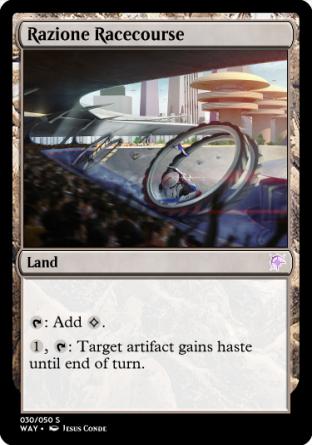 Razione Racecourse
Land
: Add .
1, : Target artifact gains haste
until end of turn.
030/050 S
WAY • Jesus Conde